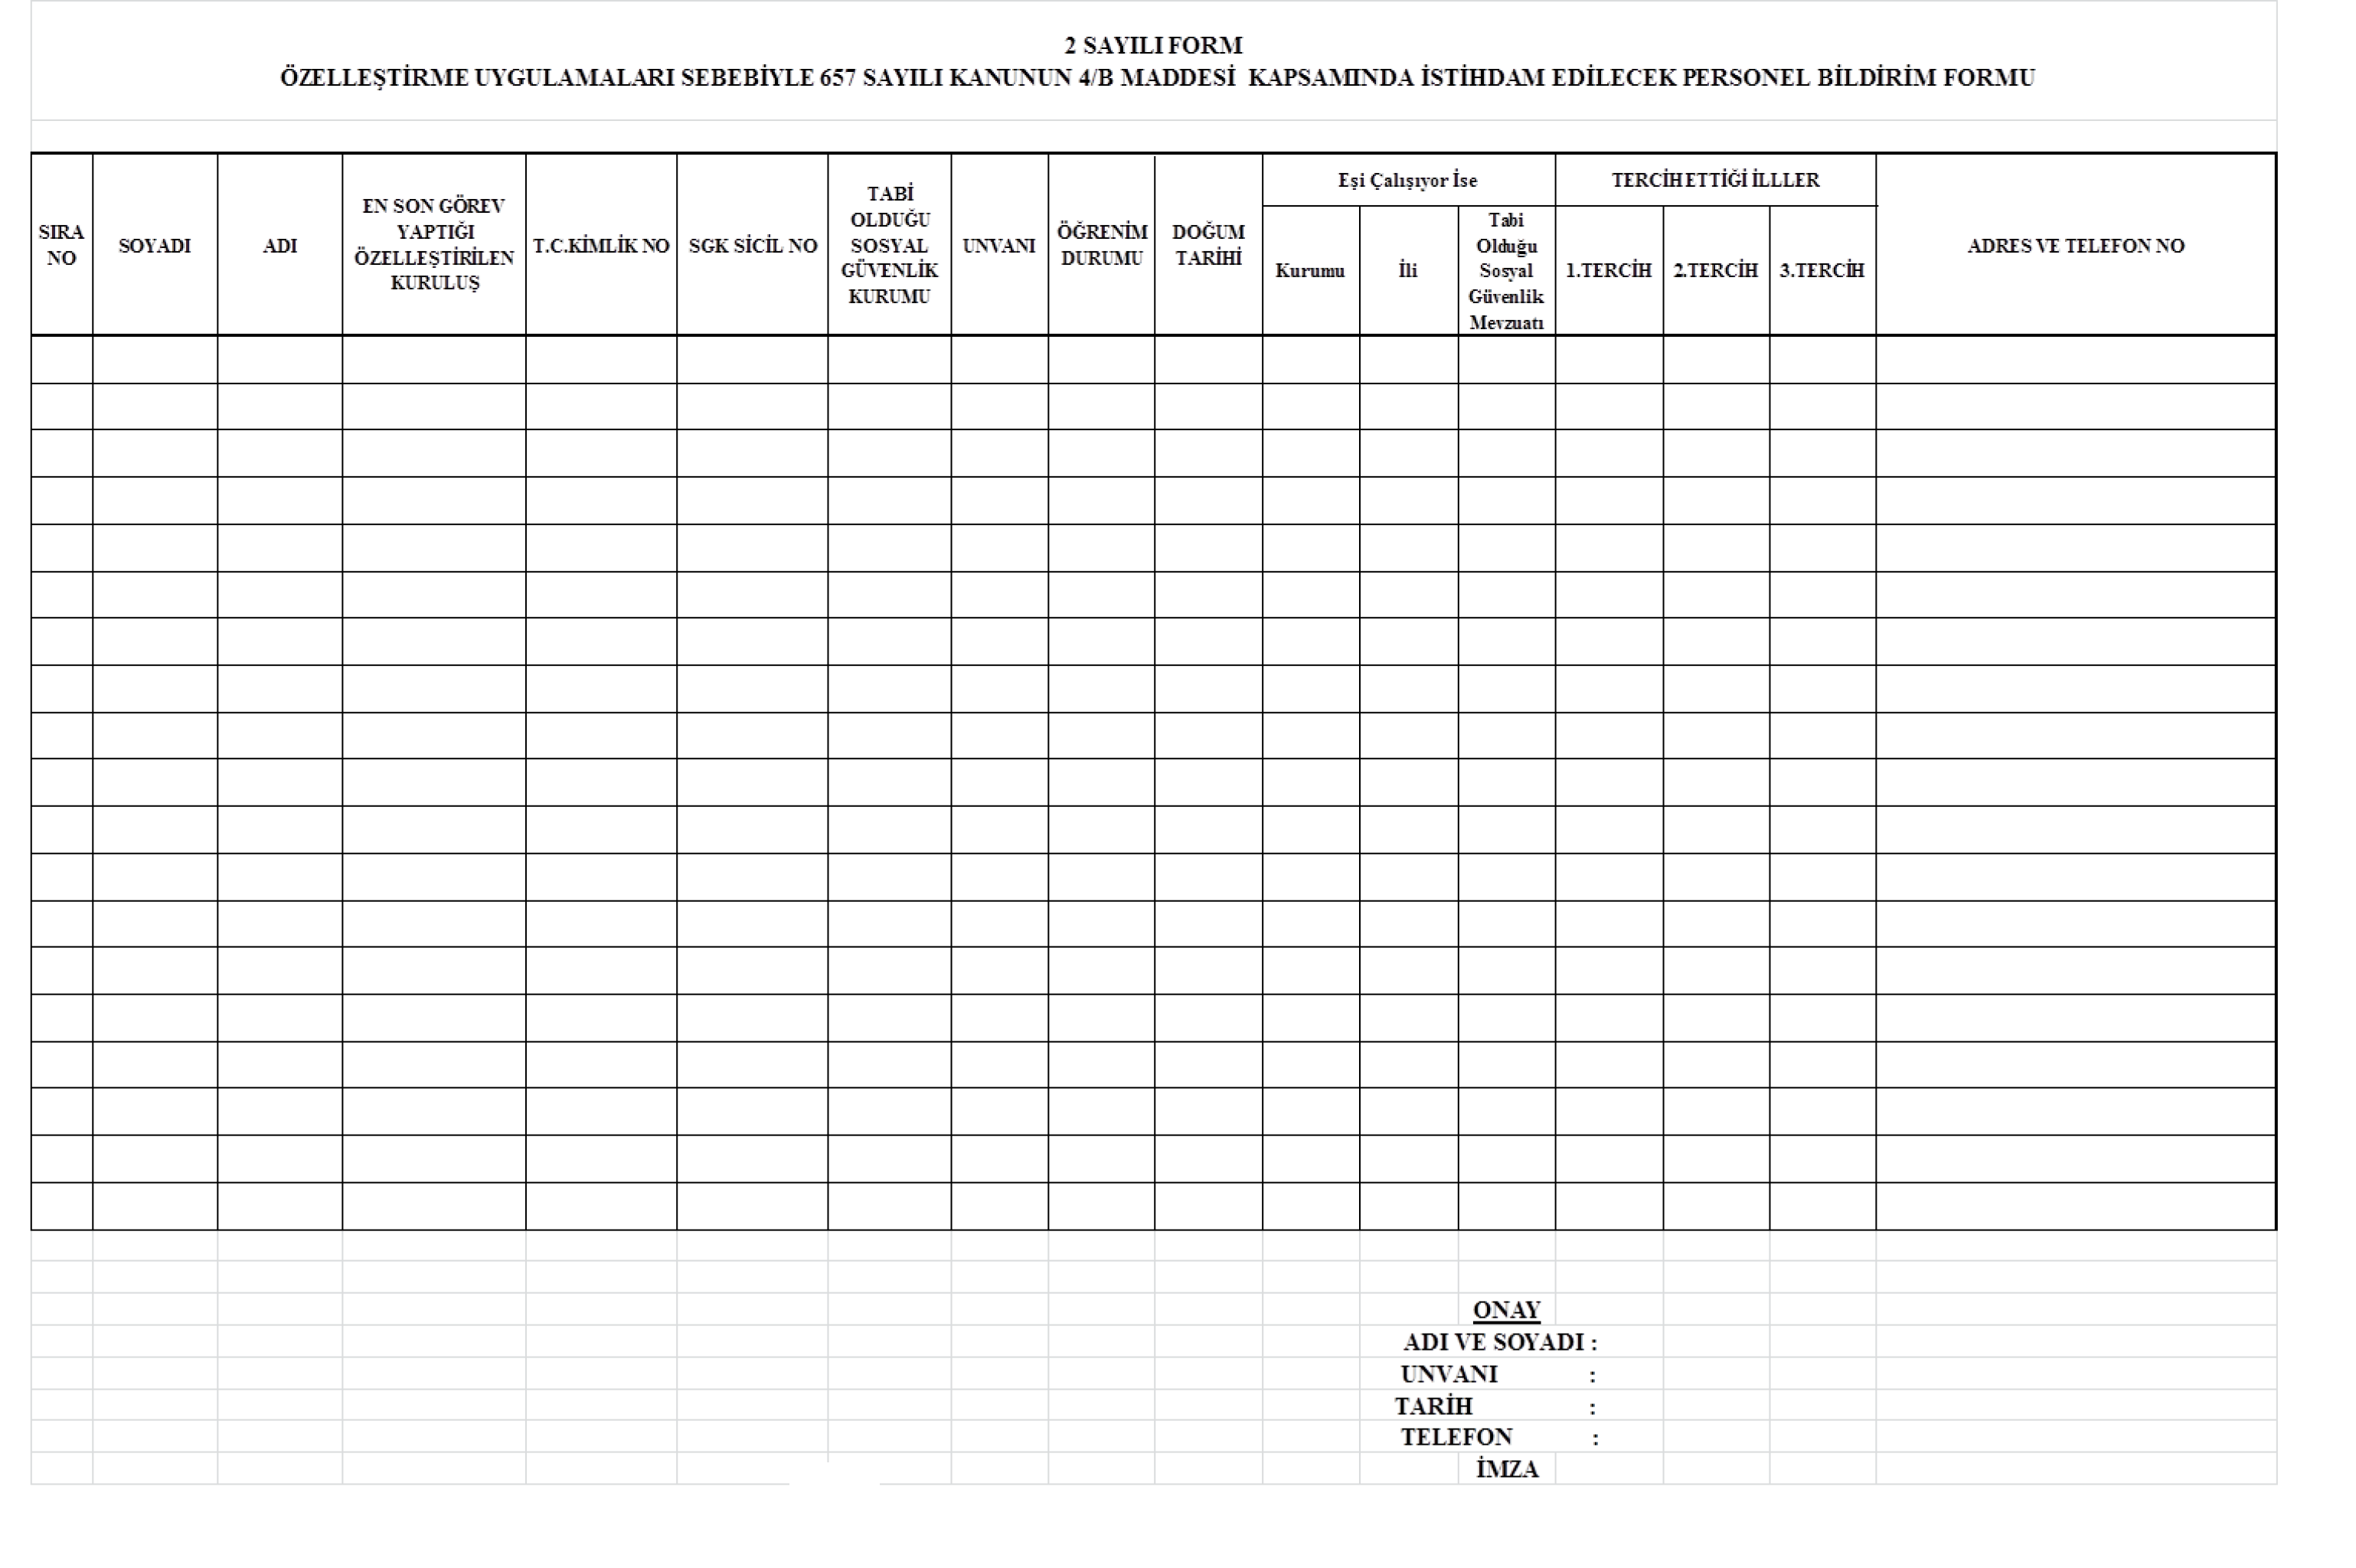 2 SAYILI FORM
ÖZELLEŞTİRME UYGULAMALARI SEBEBİYLE 657 SAYILI KANUNUN 4/B MADDESİ KAPSAMINDA İSTİHDAM EDİLECEK PERSONEL BİLDİRİM FORMU
SIRA
NO
SOYADI
ADI
EN SON GÖREV
YAPTIĞI
ÖZELLEŞTİRİLEN
KURULUŞ
T.C.KİMLİK NO
SGK SİCİL NO
TABİ
OLDUĞU
SOSYAL
GÜVENLİK
KURUMU
UNVANI
ÖĞRENİM
DURUMU
DOĞUM
TARİHİ
Eşi Çalışıyor İse
Kurumu
İli
Tabi
Olduğu
Sosyal
Güvenlik
Mevzuatı
TERCİH ETTİĞİ İLLLER
1.TERCİH
2.TERCİH
3.TERCİH
ADRES VE TELEFON NO
ONAY
ADI VE SOYADI :
UNVANI :
TARİH :
TELEFON :
İMZA